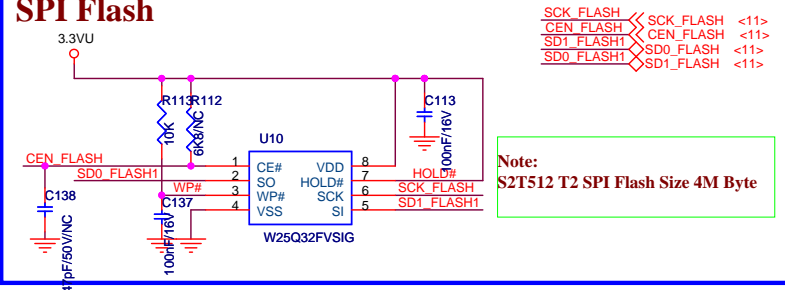 SPI Flash
3.3VU
SCK_FLASH
SCK_FLASH <11>
CEN_FLASH
CEN_FLASH <11>
SD1_FLASH1
SD0_FLASH <11>
SD0_FLASH1
SD1_FLASH <11>
R113
R112
10K
6K8/NC
C113
100nF/16V
U10
CEN_FLASH
1
CE#
VDD
8
SD0_FLASH1
2
SO
HOLD#
7
HOLD#
WP#
3
WP#
SCK
6
SCK_FLASH
4
VSS
SI
5
SD1_FLASH1
W25Q32FVSIG
C138
47pF/50V/NC
C137
100nF/16V
Note:
S2T512 T2 SPI Flash Size 4M Byte